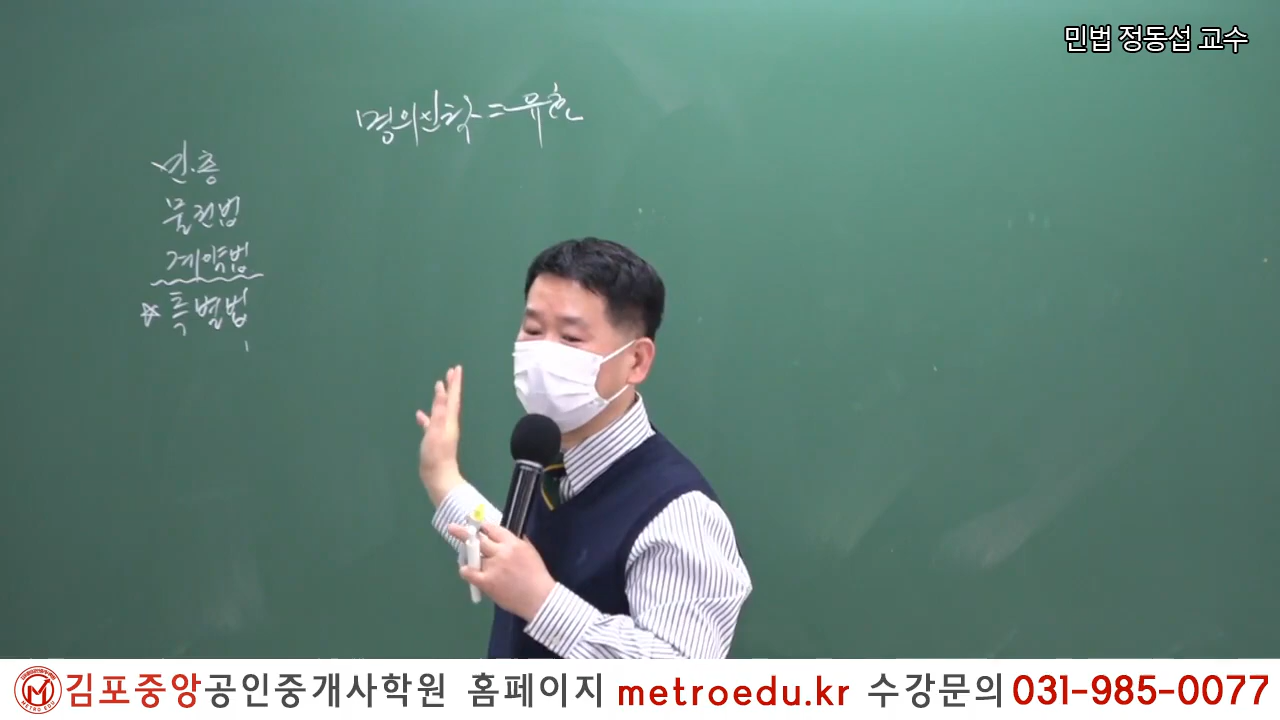 민법 정동섭 교수
명의신탁=유효
민.총
물권법
계약법
☆특별법
METRO EDU
김포중앙공인중개사학원 홈페이지 metroedu.kr 수강문의 031-985-0077